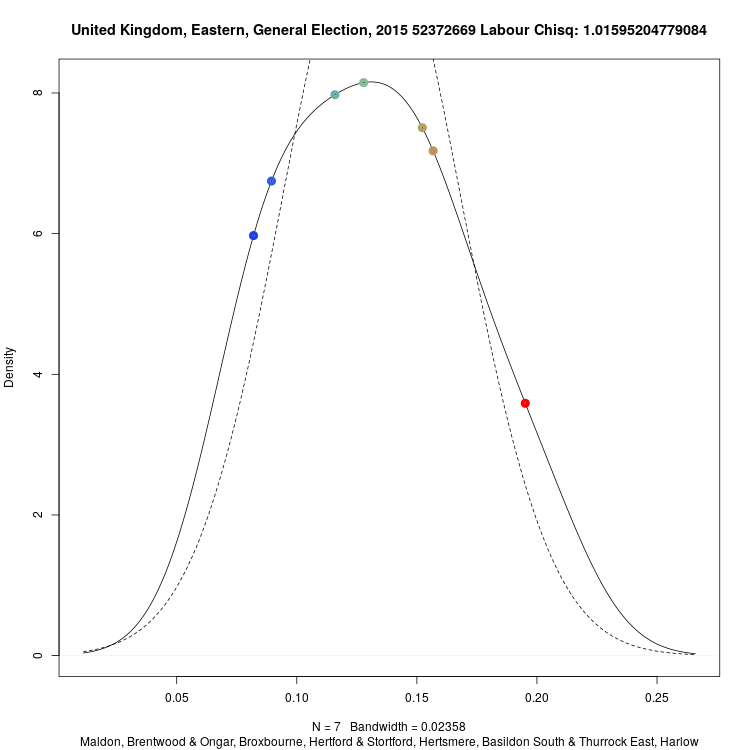 United Kingdom, Eastern, General Election, 2015 52372669 Labour Chisq: 1.01595204779084
8
6
4
2
0
Density
0.05 0.10 0.15 0.20 0.25
N = 7 Bandwidth = 0.02358
Maldon, Brentwood & Ongar, Broxbourne, Hertford & Stortford, Hertsmere, Basildon South & Thurrock East, Harlow